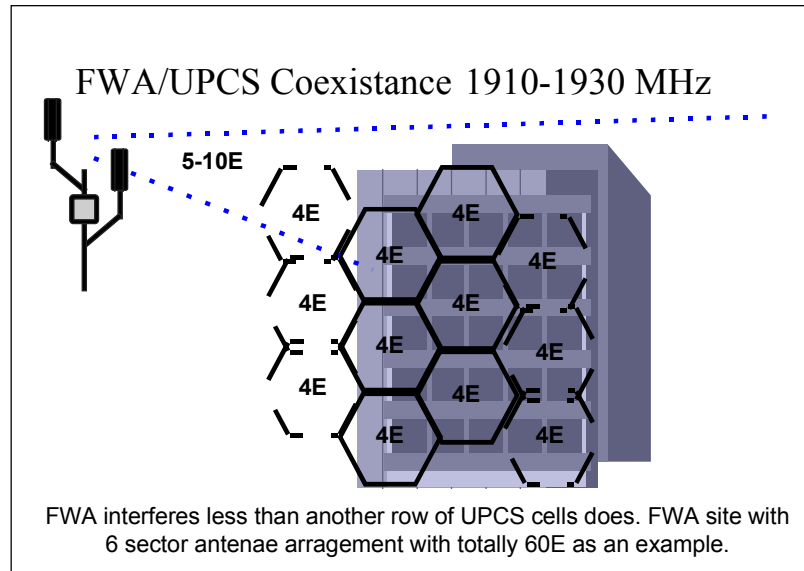 FWA/UPCS Coexistance 1910-1930 MHz
5-10E
4E
4E
4E
4E
4E
4E
4E
4E
4E
4E
4E
4E
FWA interferes less than another row of UPCS cells does. FWA site with
6 sector antenae arragement with totally 60E as an example.